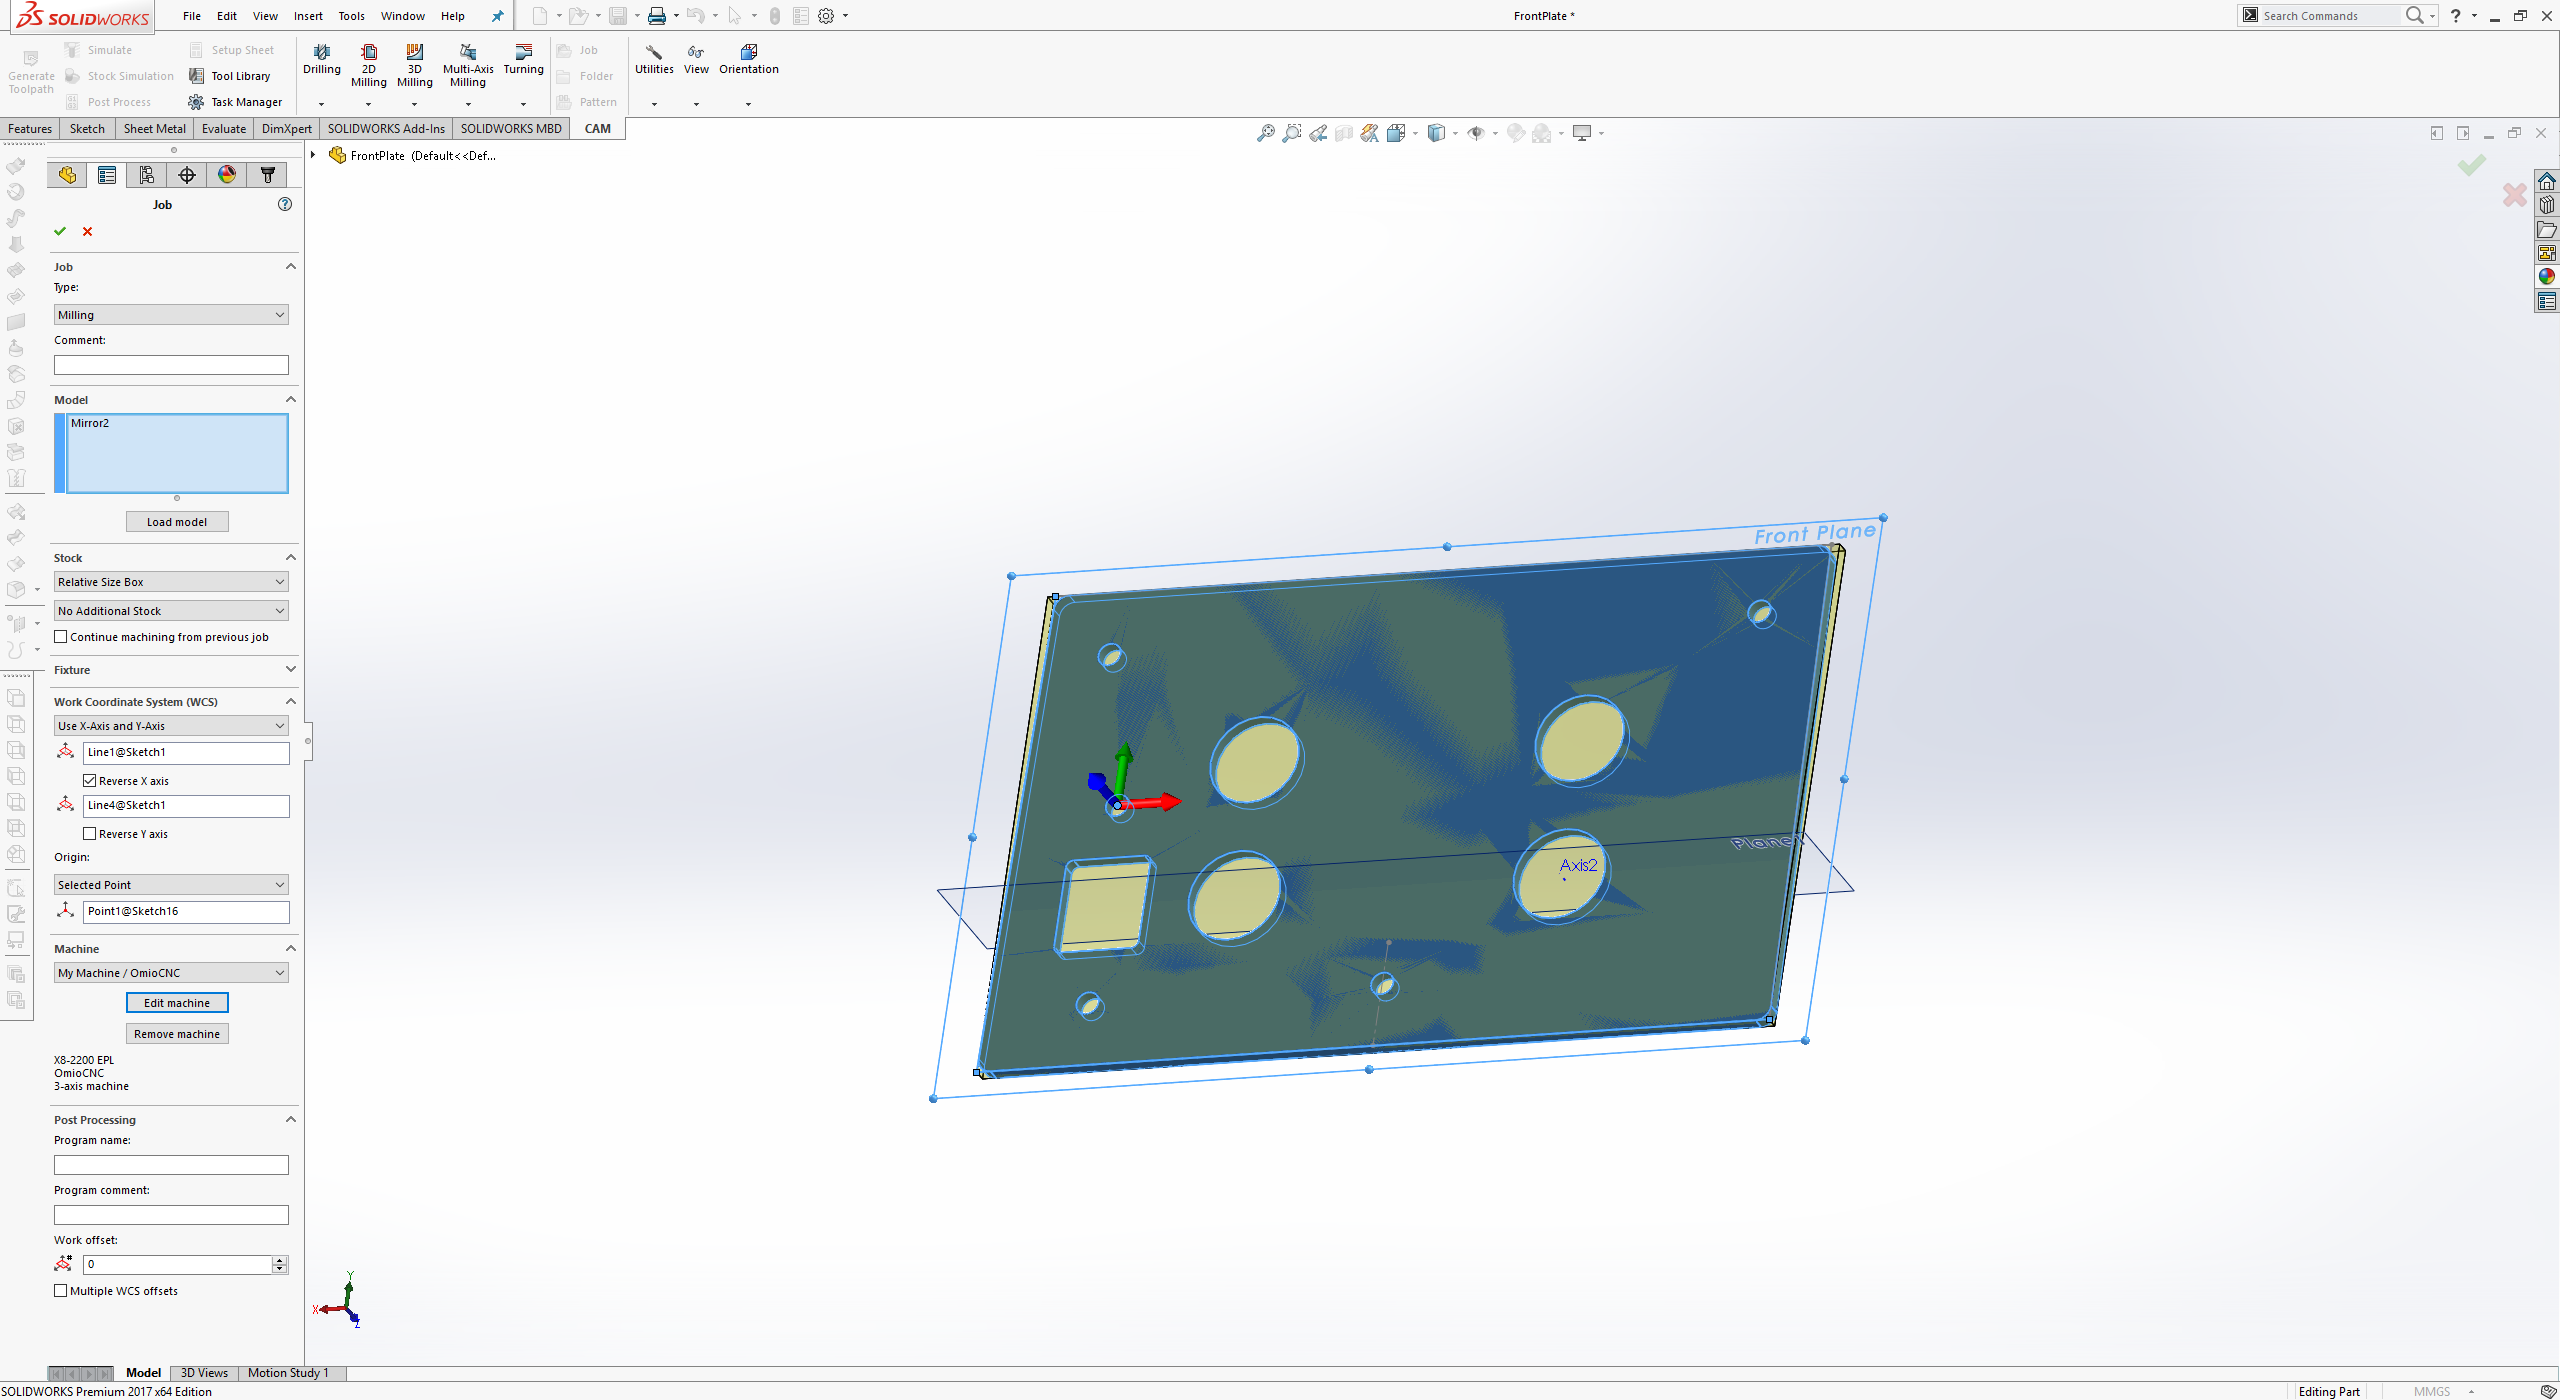 SOLIDWORKS
File Edit View Insert Tools Window Help
FrontPlate *
Search Commands
?
Generate Toolpath
Simulate
Stock Simulation
Post Process
Setup Sheet
Tool Library
Task Manager
Drilling
2D Milling
3D Milling
Multi-Axis Milling
Turning
Job
Folder
Pattern
Utilities
View
Orientation
Features Sketch Sheet Metal Evaluate DimXpert SOLIDWORKS Add-Ins SOLIDWORKS MBD CAM
FrontPlate (Default<<Def...
Job
?
Job
Type:
Milling
Comment:
Model
Mirror2
Load model
Stock
Relative Size Box
No Additional Stock
Continue machining from previous job
Fixture
Work Coordinate System (WCS)
Use X-Axis and Y-Axis
Line1@Sketch1
Reverse X axis
Line4@Sketch1
Reverse Y axis
Origin:
Selected Point
Point1@Sketch16
Machine
My Machine / OmioCNC
Edit machine
Remove machine
X8-2200 EPL
OmioCNC
3-axis machine
Post Processing
Program name:
Program comment:
Work offset:
0
Multiple WCS offsets
Front Plane
Axis2
Y
X
Z
Model 3D Views Motion Study 1
SOLIDWORKS Premium 2017 x64 Edition
Editing Part
MMGS